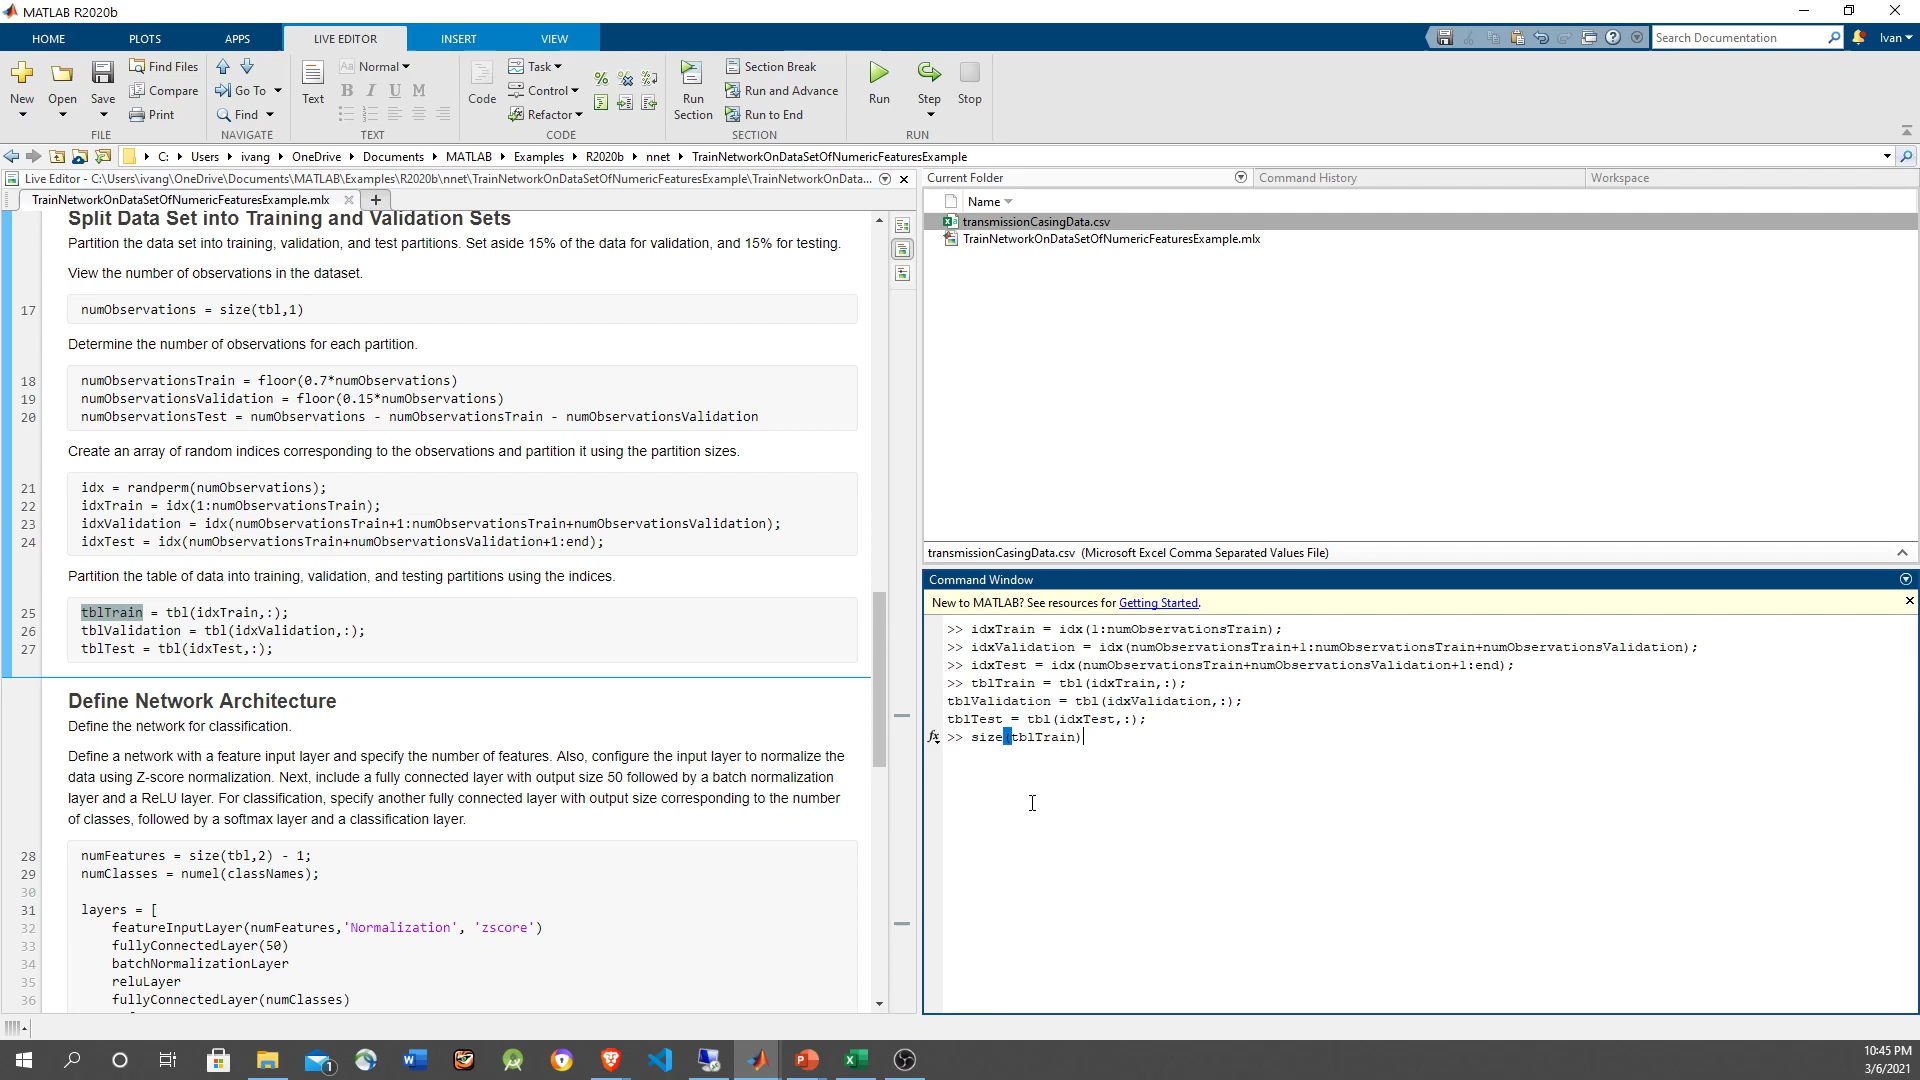 MATLAB R2020b
HOME PLOTS APPS LIVE EDITOR INSERT VIEW
Search Documentation
Ivan
New
Open
Save
Find Files
Compare
Print
FILE
Go To
Find
NAVIGATE
Text
Aa Normal
B I U M
TEXT
Code
Task
Control
Refactor
CODE
Run
Section
Section Break
Run and Advance
Run to End
SECTION
Run
Step
Stop
RUN
C: Users ivang OneDrive Documents MATLAB Examples R2020b nnet TrainNetworkOnDataSetOfNumericFeaturesExample
Live Editor - C:\Users\ivang\OneDrive\Documents\MATLAB\Examples\R2020b\nnet\TrainNetworkOnDataSetOfNumericFeaturesExample\TrainNetworkOnData...
TrainNetworkOnDataSetOfNumericFeaturesExample.mlx
Split Data Set into Training and Validation Sets
Partition the data set into training, validation, and test partitions. Set aside 15% of the data for validation, and 15% for testing.
View the number of observations in the dataset.
17 numObservations = size(tbl,1)
Determine the number of observations for each partition.
18 numObservationsTrain = floor(0.7*numObservations)
19 numObservationsValidation = floor(0.15*numObservations)
20 numObservationsTest = numObservations - numObservationsTrain - numObservationsValidation
Create an array of random indices corresponding to the observations and partition it using the partition sizes.
21 idx = randperm(numObservations);
22 idxTrain = idx(1:numObservationsTrain);
23 idxValidation = idx(numObservationsTrain+1:numObservationsTrain+numObservationsValidation);
24 idxTest = idx(numObservationsTrain+numObservationsValidation+1:end);
Partition the table of data into training, validation, and testing partitions using the indices.
25 tblTrain = tbl(idxTrain,:);
26 tblValidation = tbl(idxValidation,:);
27 tblTest = tbl(idxTest,:);
Define Network Architecture
Define the network for classification.
Define a network with a feature input layer and specify the number of features. Also, configure the input layer to normalize the
data using Z-score normalization. Next, include a fully connected layer with output size 50 followed by a batch normalization
layer and a ReLU layer. For classification, specify another fully connected layer with output size corresponding to the number
of classes, followed by a softmax layer and a classification layer.
28 numFeatures = size(tbl,2) - 1;
29 numClasses = numel(classNames);
30
31 layers = [
32 featureInputLayer(numFeatures,'Normalization', 'zscore')
33 fullyConnectedLayer(50)
34 batchNormalizationLayer
35 reluLayer
36 fullyConnectedLayer(numClasses)
Current Folder
Command History
Workspace
Name
transmissionCasingData.csv
TrainNetworkOnDataSetOfNumericFeaturesExample.mlx
transmissionCasingData.csv (Microsoft Excel Comma Separated Values File)
Command Window
New to MATLAB? See resources for Getting Started.
>> idxTrain = idx(1:numObservationsTrain);
>> idxValidation = idx(numObservationsTrain+1:numObservationsTrain+numObservationsValidation);
>> idxTest = idx(numObservationsTrain+numObservationsValidation+1:end);
>> tblTrain = tbl(idxTrain,:);
tblValidation = tbl(idxValidation,:);
tblTest = tbl(idxTest,:);
fx >> size(tblTrain)
10:45 PM
3/6/2021